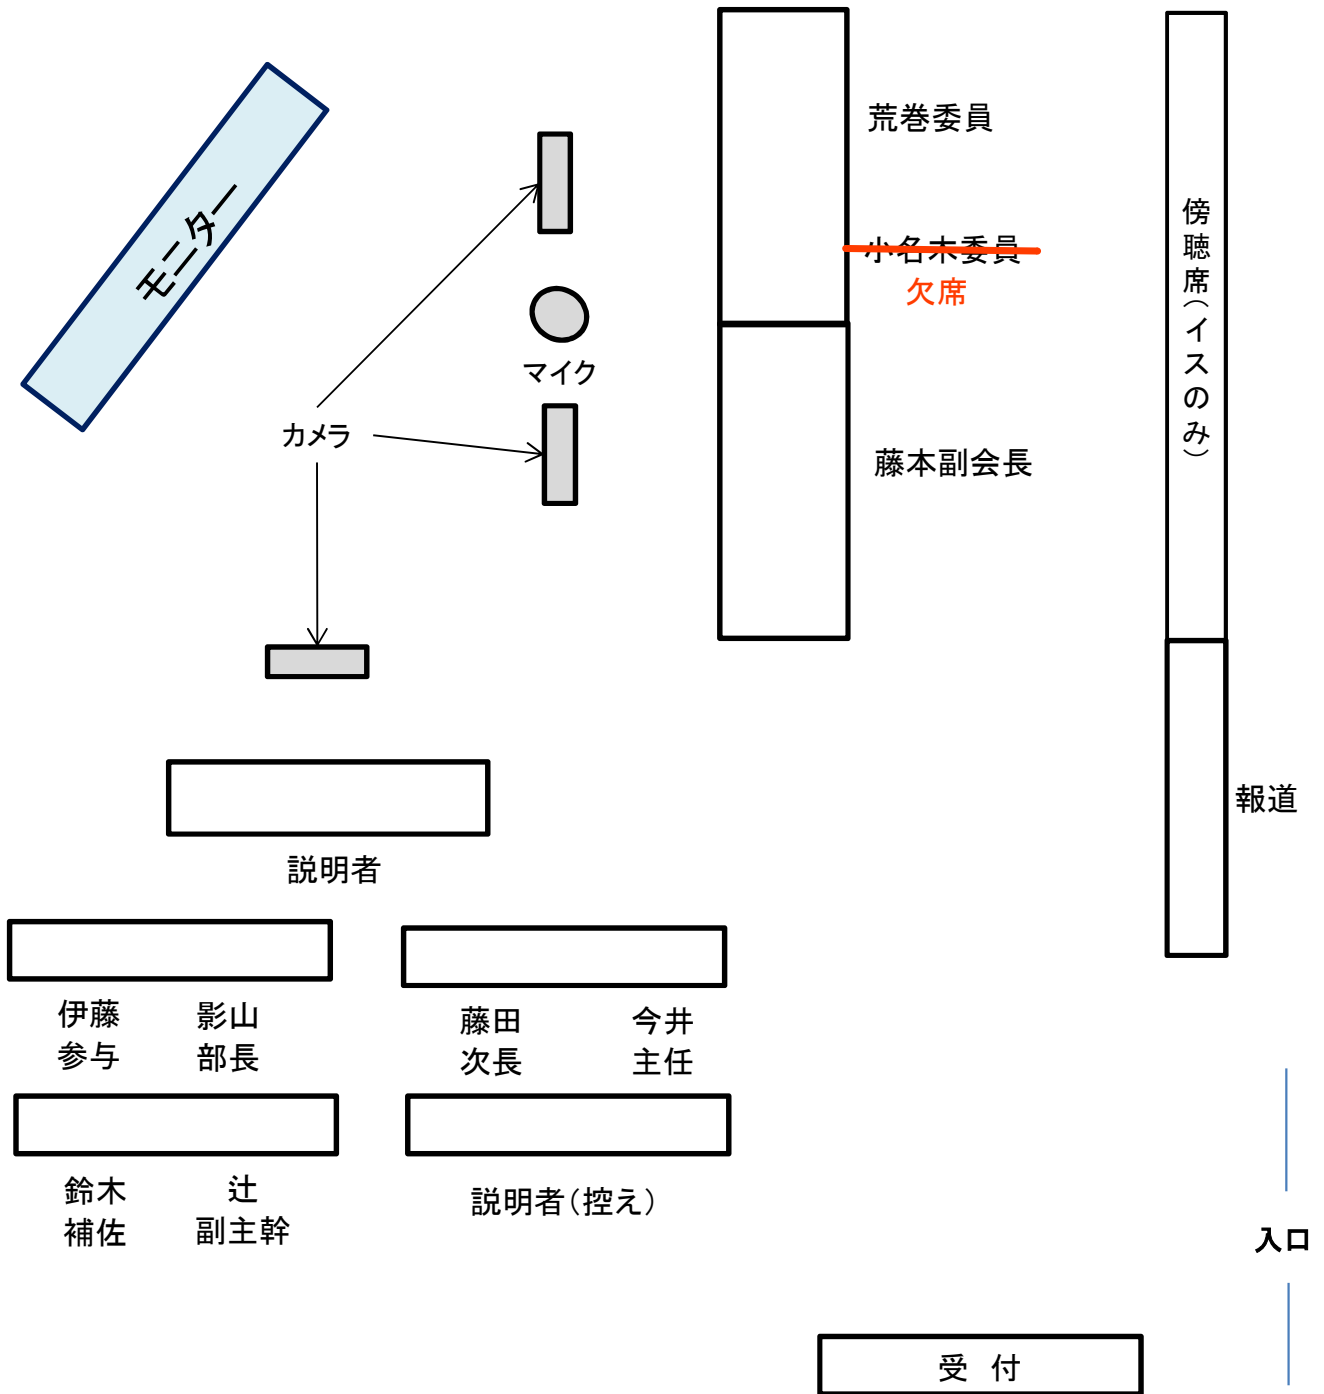 荒巻委員
モニター
小名木委員
欠席
マイク
カメラ
藤本副会長
傍聴席（イスのみ）
報道
説明者
伊藤
参与
影山
部長
藤田
次長
今井
主任
鈴木
補佐
辻
副主幹
説明者（控え）
入口
受　付